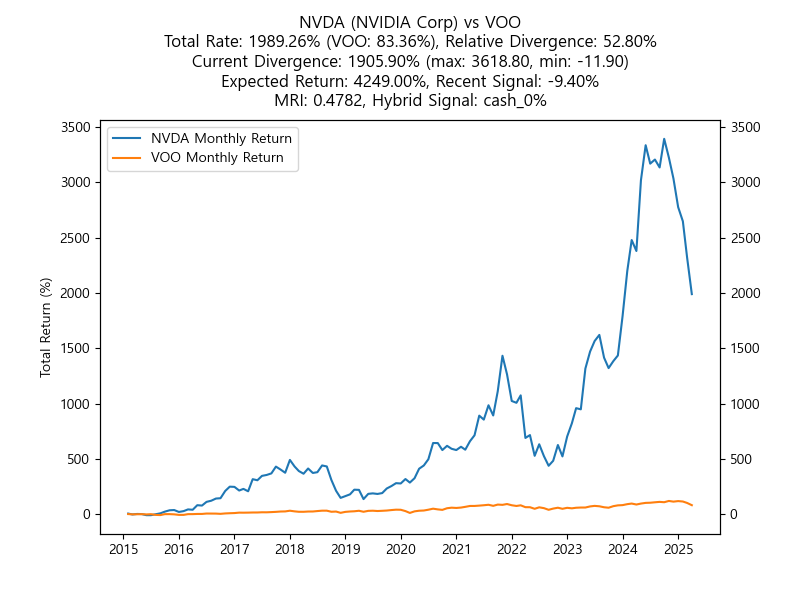 NVDA (NVIDIA Corp) vs VOO
Total Rate: 1989.26% (VOO: 83.36%), Relative Divergence: 52.80%
Current Divergence: 1905.90% (max: 3618.80, min: -11.90)
Expected Return: 4249.00%, Recent Signal: -9.40%
MRI: 0.4782, Hybrid Signal: cash_0%
NVDA Monthly Return
VOO Monthly Return
Total Return (%)
3500
3000
2500
2000
1500
1000
500
0
3500
3000
2500
2000
1500
1000
500
0
2015 2016 2017 2018 2019 2020 2021 2022 2023 2024 2025